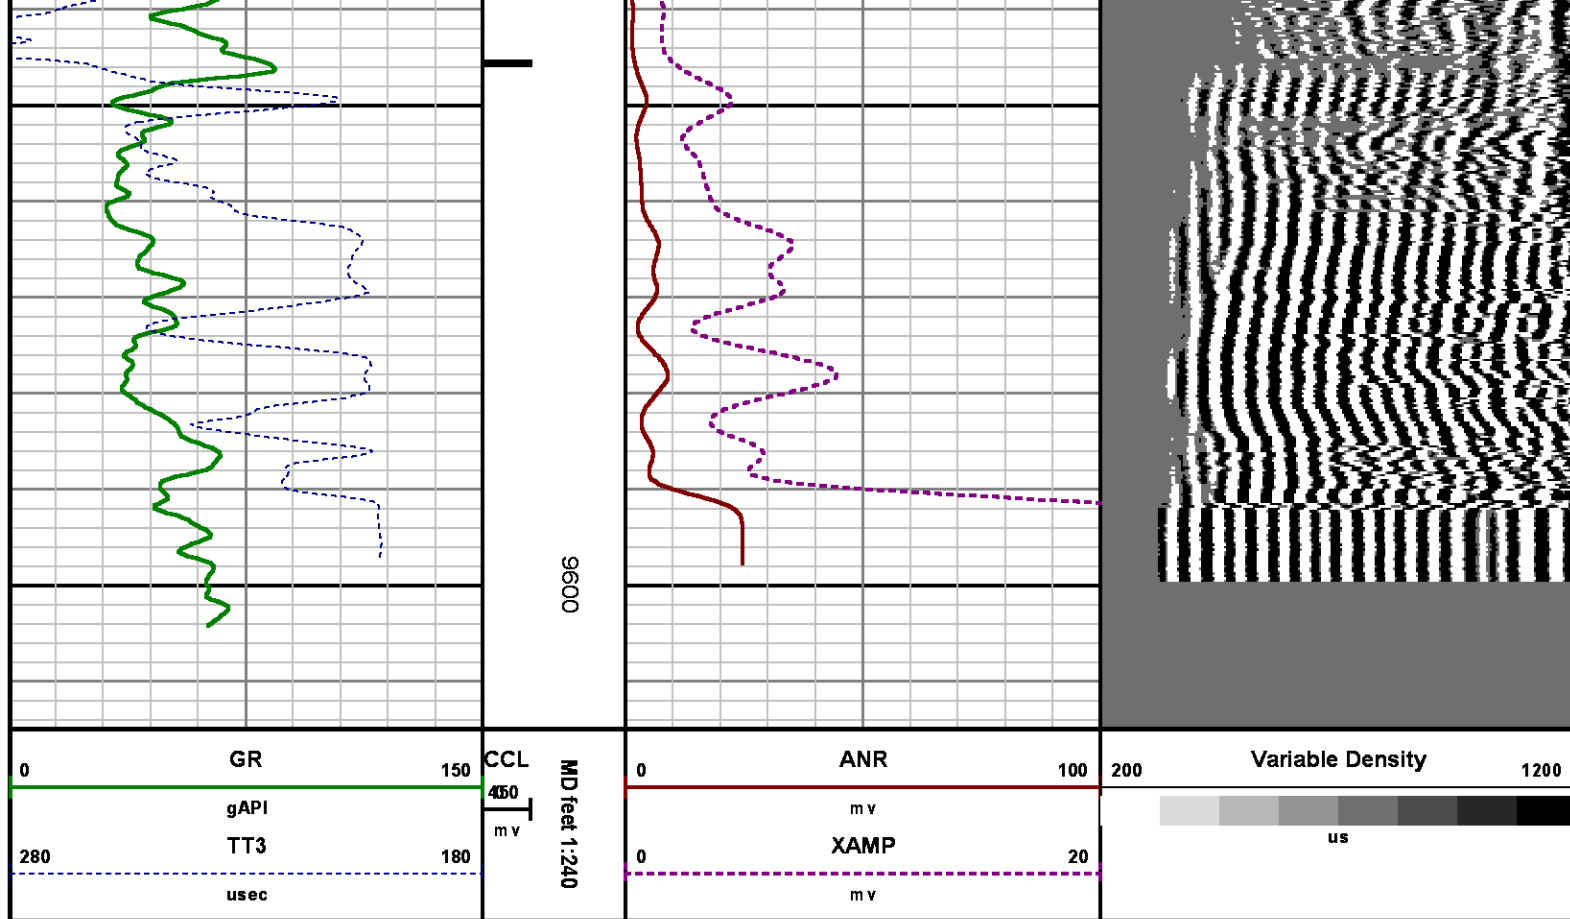 9600
GR
0 150
gAPI
TT3
280 180
usec
CCL
mv
MD feet 1:240
ANR
0 100
mv
XAMP
0 20
mv
Variable Density
200 1200
us